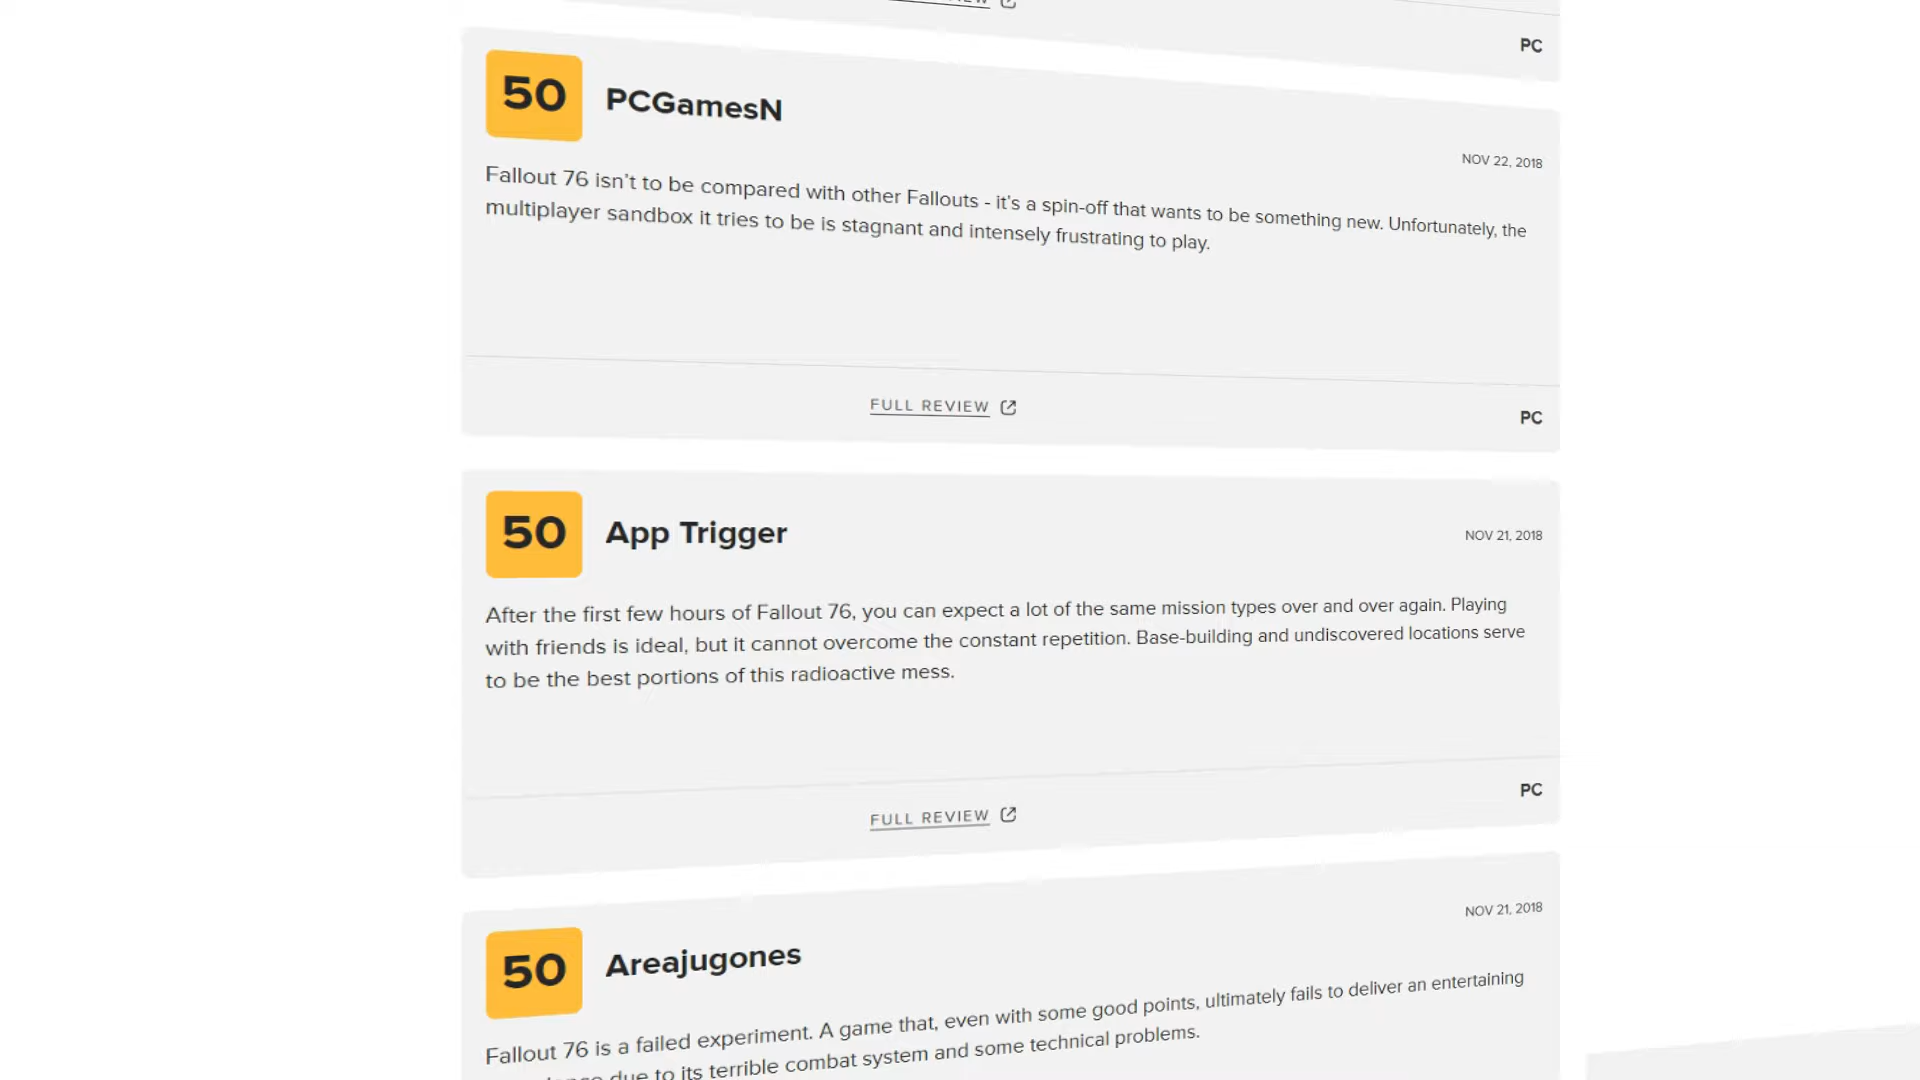 PC
50 PCGamesN
NOV 22, 2018
Fallout 76 isn't to be compared with other Fallouts - it's a spin-off that wants to be something new. Unfortunately, the
multiplayer sandbox it tries to be is stagnant and intensely frustrating to play.
FULL REVIEW
PC
50 App Trigger
NOV 21, 2018
After the first few hours of Fallout 76, you can expect a lot of the same mission types over and over again. Playing
with friends is ideal, but it cannot overcome the constant repetition. Base-building and undiscovered locations serve
to be the best portions of this radioactive mess.
FULL REVIEW
PC
50 Areajugones
NOV 21, 2018
Fallout 76 is a failed experiment. A game that, even with some good points, ultimately fails to deliver an entertaining
due to its terrible combat system and some technical problems.